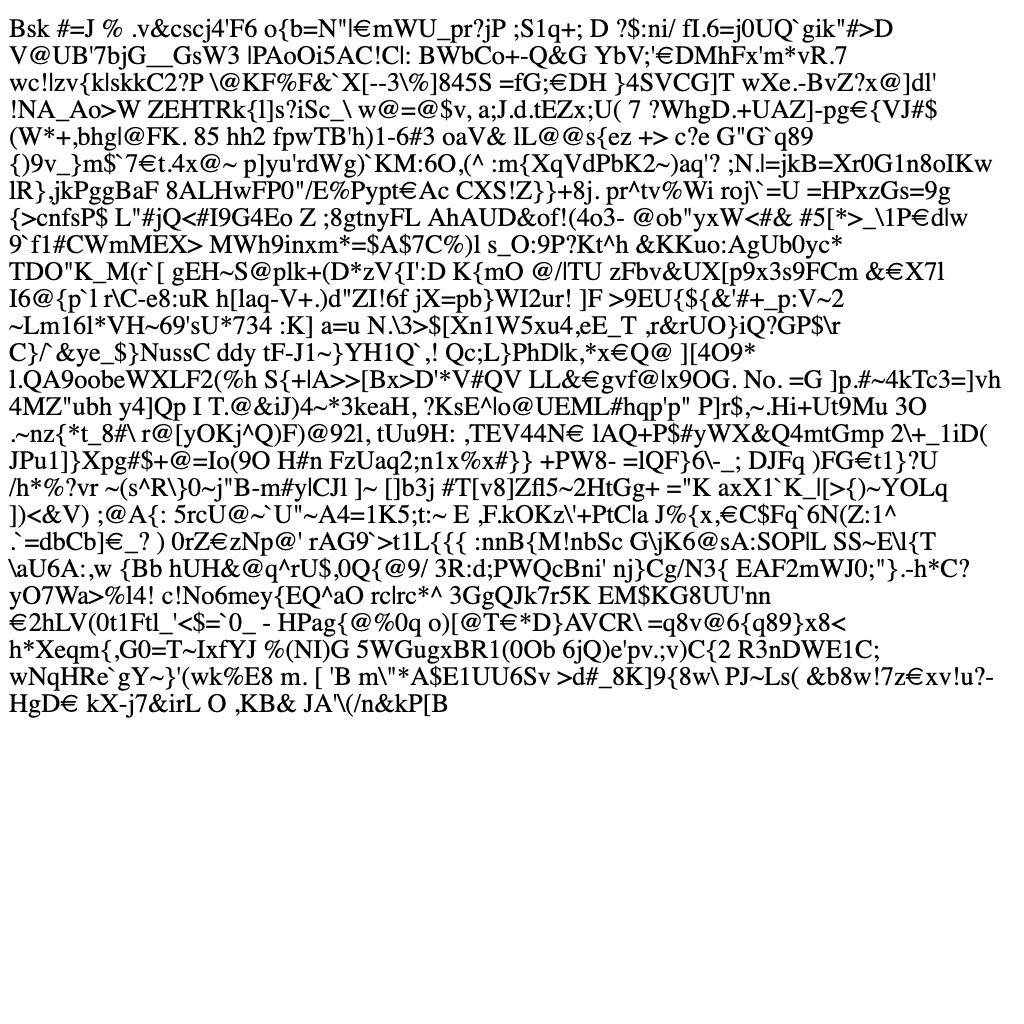 Bsk #=J % .v&cscj4'F6 o{b=N"|€mWU_pr?jP ;S1q+; D ?$:ni/ fI.6=j0UQ`gik"#>D
V@UB'7bjG__GsW3 |PAoOi5AC!C|: BWbCo+-Q&G YbV;'€DMhFx'm*vR.7
wc!|zv{k|skkC2?P \@KF%F&`X[--3\%]845S =fG;€DH }4SVCG]T wXe.-BvZ?x@]dl'
!NA_Ao>W ZEHTRk{l]s?iSc_\ w@=@$v, a;J.d.tEZx;U( 7 ?WhgD.+UAZ]-pg€{VJ#$
(W*+,bhg|@FK. 85 hh2 fpwTB'h)1-6#3 oaV& lL@@s{ez +> c?e G"G`q89
{)9v_}m$`7€t.4x@~ p]yu'rdWg)`KM:6O,(^ :m{XqVdPbK2~)aq'? ;N.|=jkB=Xr0G1n8oIKw
lR},jkPggBaF 8ALHwFP0"/E%Pypt€Ac CXS!Z}}+8j. pr^tv%Wi roj\`=U =HPxzGs=9g
{>cnfsP$ L"#jQ<#I9G4Eo Z ;8gtnyFL AhAUD&of!(4o3- @ob"yxW<#& #5[*>_\1P€d|w
9`f1#CWmMEX> MWh9inxm*=$A$7C%)l s_O:9P?Kt^h &KKuo:AgUb0yc*
TDO"K_M(r`[ gEH~S@plk+(D*zV{I':D K{mO @/|TU zFbv&UX[p9x3s9FCm &€X7l
I6@{p`l r\C-e8:uR h[laq-V+.)d"ZI!6f jX=pb}WI2ur! ]F >9EU{${&'#+_p:V~2
~Lm16l*VH~69'sU*734 :K] a=u N.\3>$[Xn1W5xu4,eE_T ,r&rUO}iQ?GP$\r
C}/`&ye_$}NussC ddy tF-J1~}YH1Q`,! Qc;L}PhD|k,*x€Q@ ][4O9*
l.QA9oobeWXLF2(%h S{+|A>>[Bx>D'*V#QV LL&€gvf@|x9OG. No. =G ]p.#~4kTc3=]vh
4MZ"ubh y4]Qp I T.@&iJ)4~*3keaH, ?KsE^|o@UEML#hqp'p" P]r$,~.Hi+Ut9Mu 3O
.~nz{*t_8#\ r@[yOKj^Q)F)@92l, tUu9H: ,TEV44N€ lAQ+P$#yWX&Q4mtGmp 2\+_1iD(
JPu1]}Xpg#$+@=Io(9O H#n FzUaq2;n1x%x#}} +PW8- =lQF}6\-_; DJFq )FG€t1}?U
/h*%?vr ~(s^R\}0~j"B-m#y|CJl ]~ []b3j #T[v8]Zfl5~2HtGg+ ="K axX1`K_|[>{)~YOLq
])<&V) ;@A{: 5rcU@~`U"~A4=1K5;t:~ E ,F.kOKz\'+PtC|a J%{x,€C$Fq`6N(Z:1^
.`=dbCb]€_? ) 0rZ€zNp@' rAG9`>t1L{{{ :nnB{M!nbSc G\jK6@sA:SOP|L SS~E\l{T
\aU6A:,w {Bb hUH&@q^rU$,0Q{@9/ 3R:d;PWQcBni' nj}Cg/N3{ EAF2mWJ0;"}.-h*C?
yO7Wa>%l4! c!No6mey{EQ^aO rc|rc*^ 3GgQJk7r5K EM$KG8UU'nn
€2hLV(0t1Ftl_'<$=`0_ - HPag{@%0q o)[@T€*D}AVCR\ =q8v@6{q89}x8<
h*Xeqm{,G0=T~IxfYJ %(NI)G 5WGugxBR1(0Ob 6jQ)e'pv.;v)C{2 R3nDWE1C;
wNqHRe`gY~}'(wk%E8 m. [ 'B m\"*A$E1UU6Sv >d#_8K]9{8w\ PJ~Ls( &b8w!7z€xv!u?-
HgD€ kX-j7&irL O ,KB& JA'\(/n&kP[B